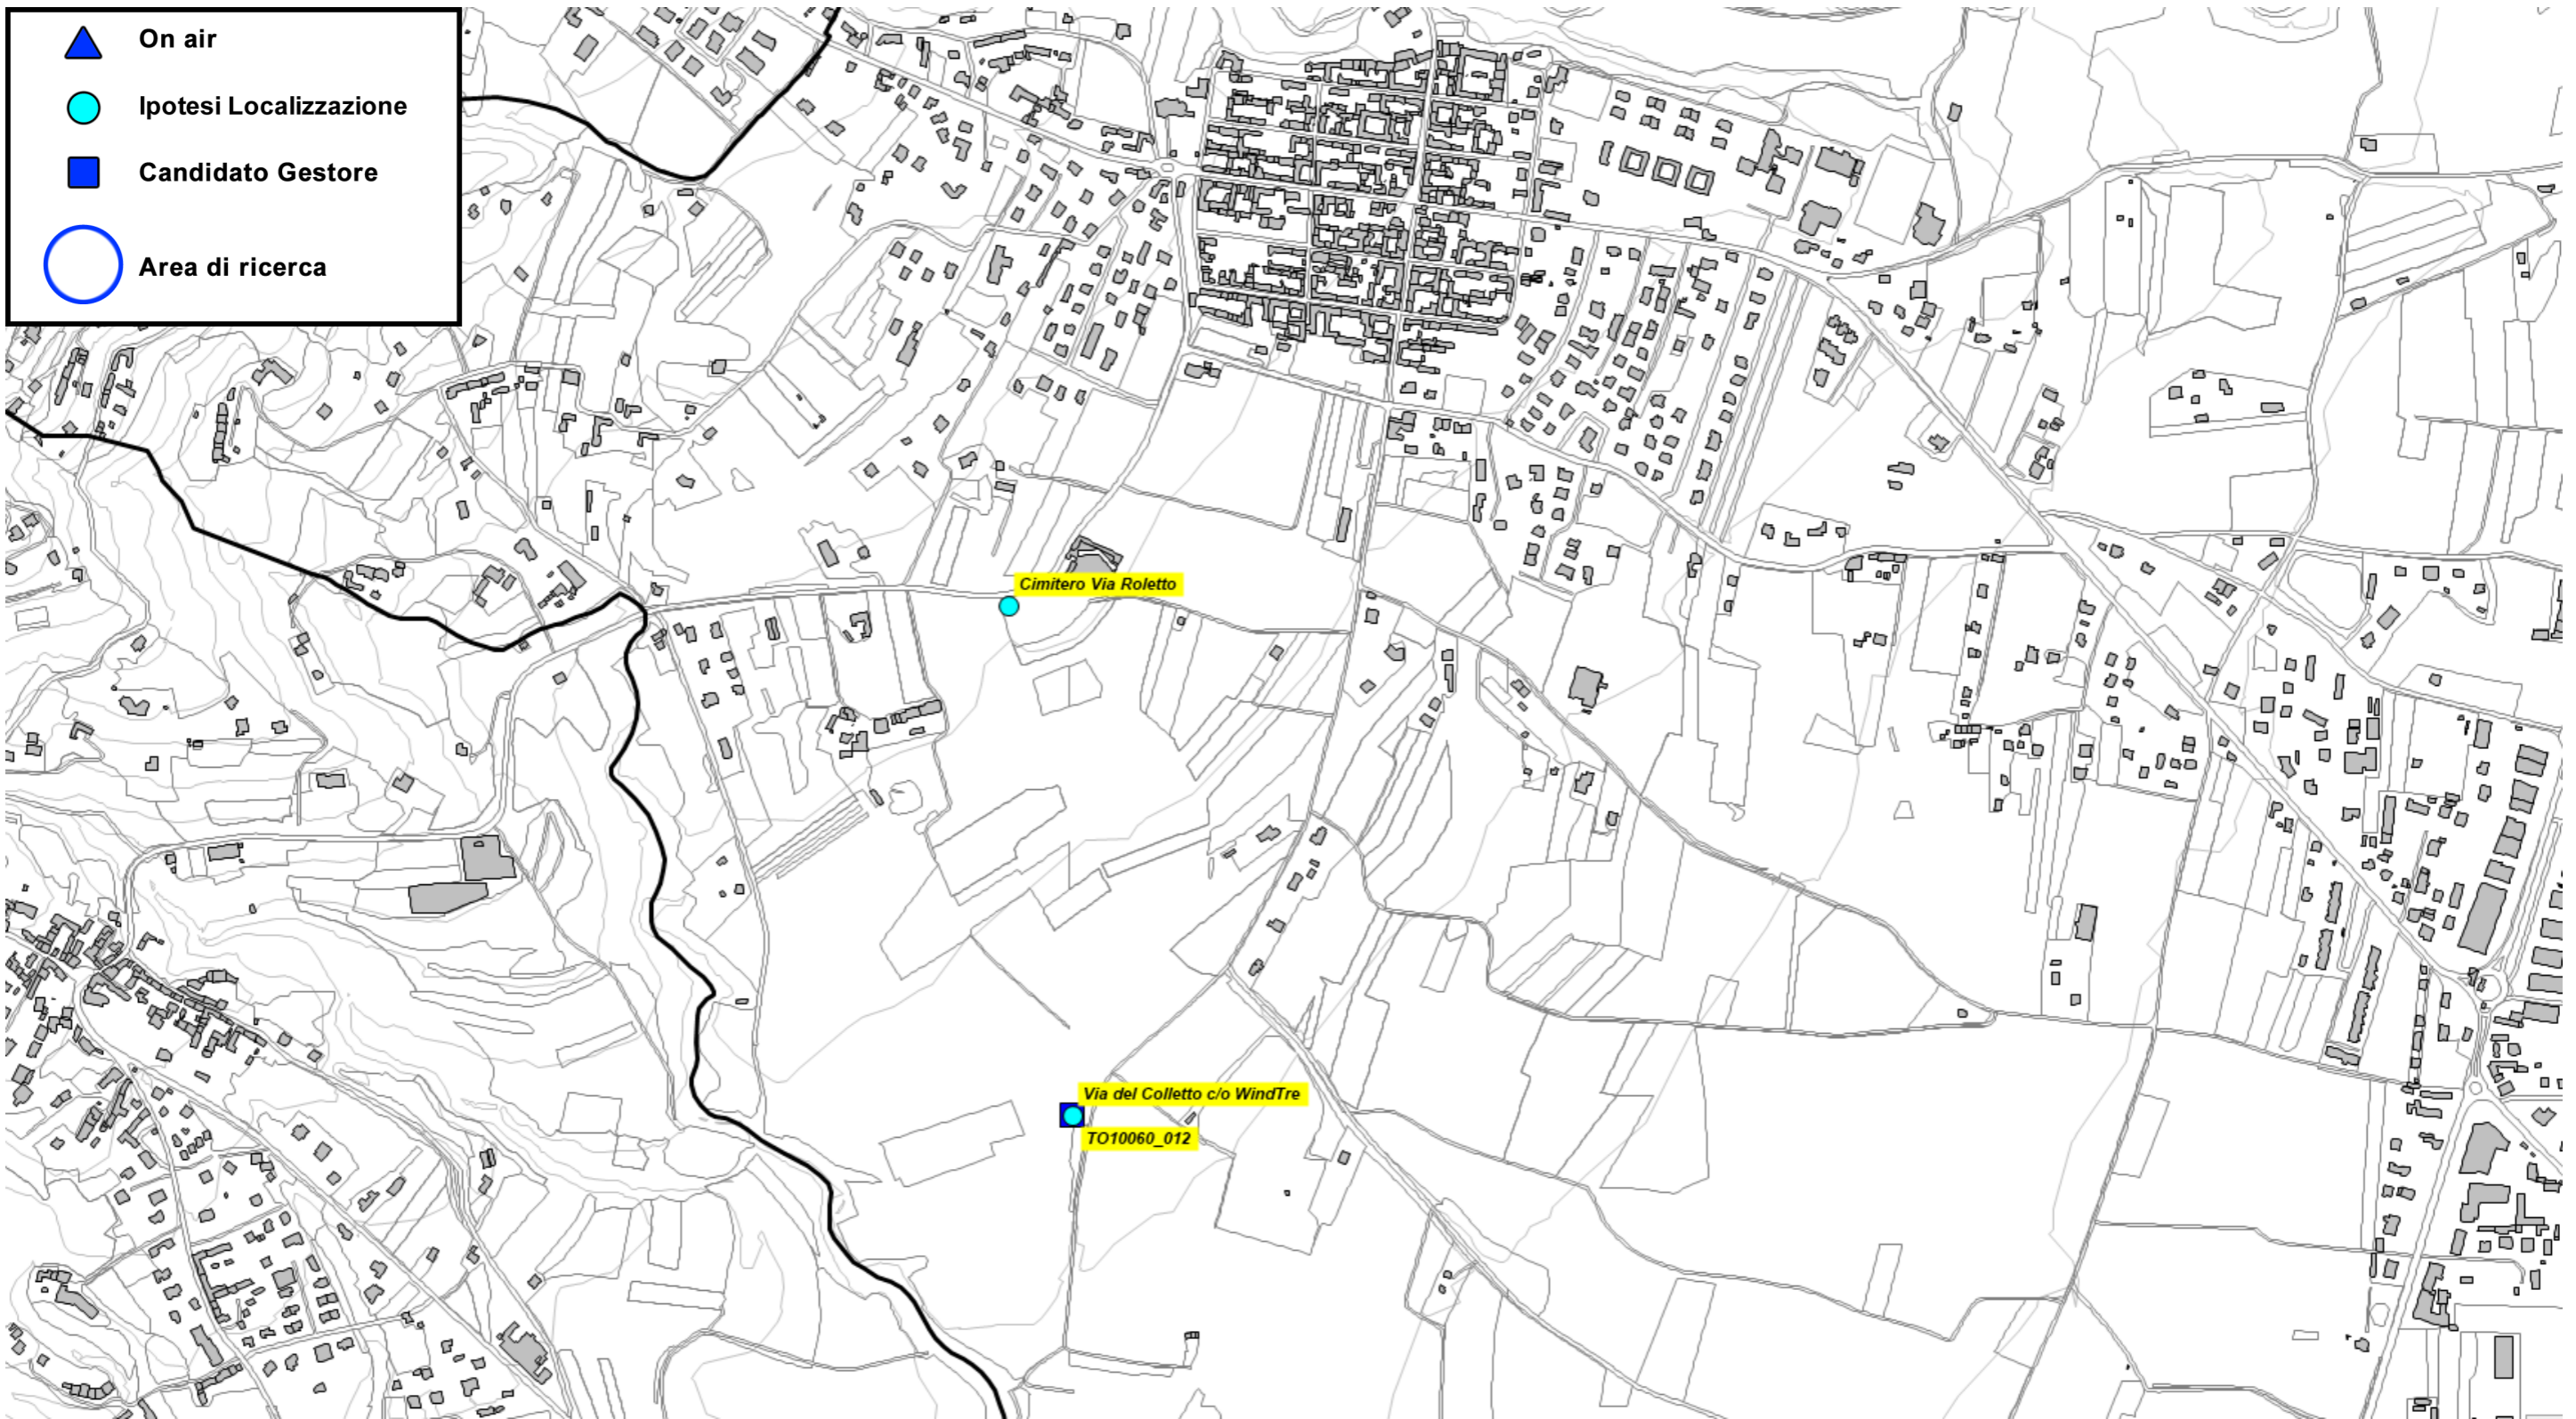 On air
Ipotesi Localizzazione
Candidato Gestore
Area di ricerca
Cimitero Via Roletto
Via del Colletto c/o WindTre
TO10060_012